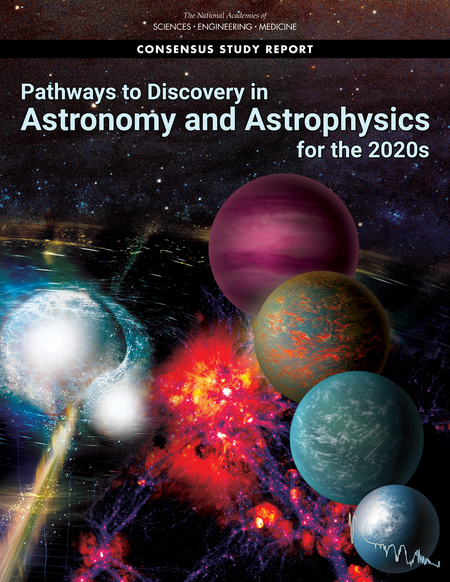 The National Academies of
SCIENCES · ENGINEERING · MEDICINE
CONSENSUS STUDY REPORT
Pathways to Discovery in
Astronomy and Astrophysics
for the 2020s